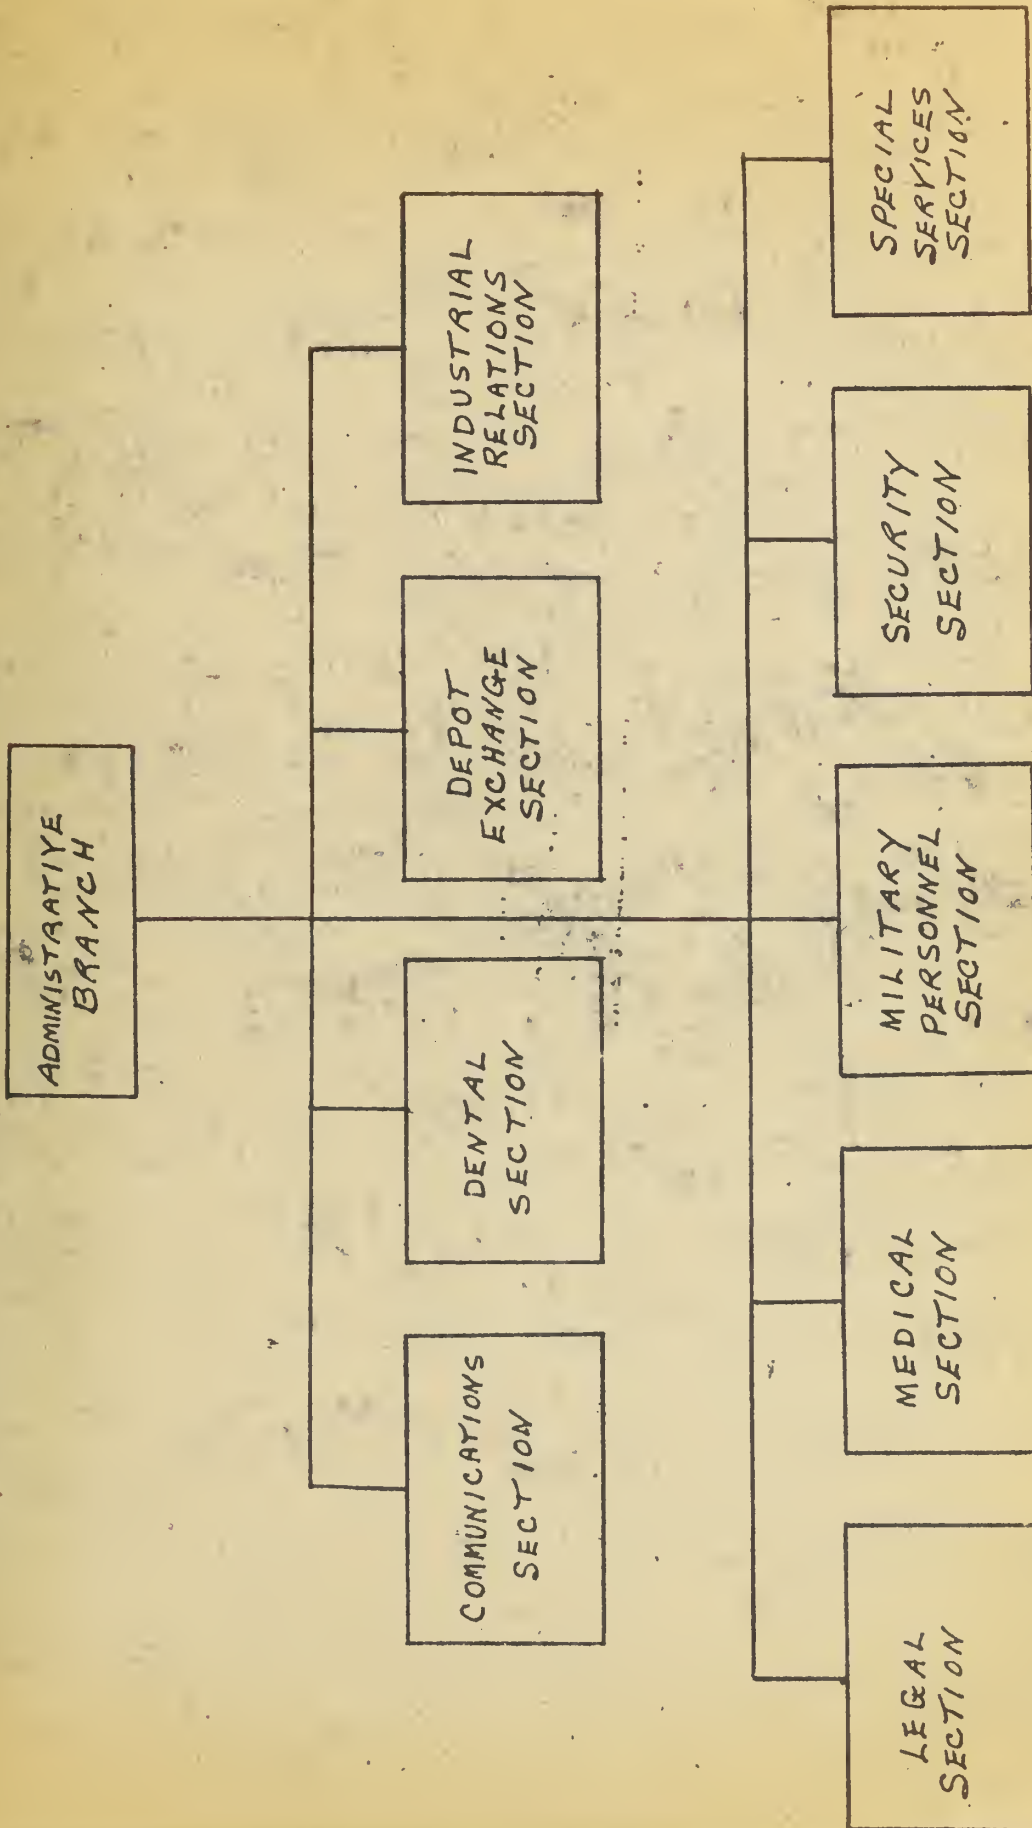 ADMINISTRATIVE
BRANCH
COMMUNICATIONS
SECTION
DENTAL
SECTION
DEPOT
EXCHANGE
SECTION
INDUSTRIAL
RELATIONS
SECTION
LEGAL
SECTION
MEDICAL
SECTION
MILITARY
PERSONNEL
SECTION
SECURITY
SECTION
SPECIAL
SERVICES
SECTION